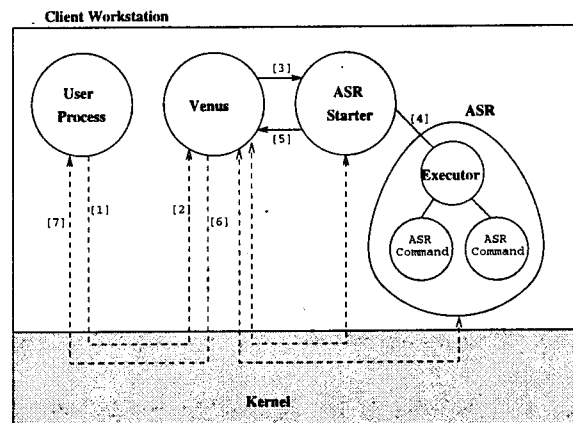 Client Workstation
User
Process
Venus
[3]
[5]
ASR
Starter
[4]
ASR
Executor
ASR
Command
ASR
Command
[7]
[1]
[2]
[6]
Kernel